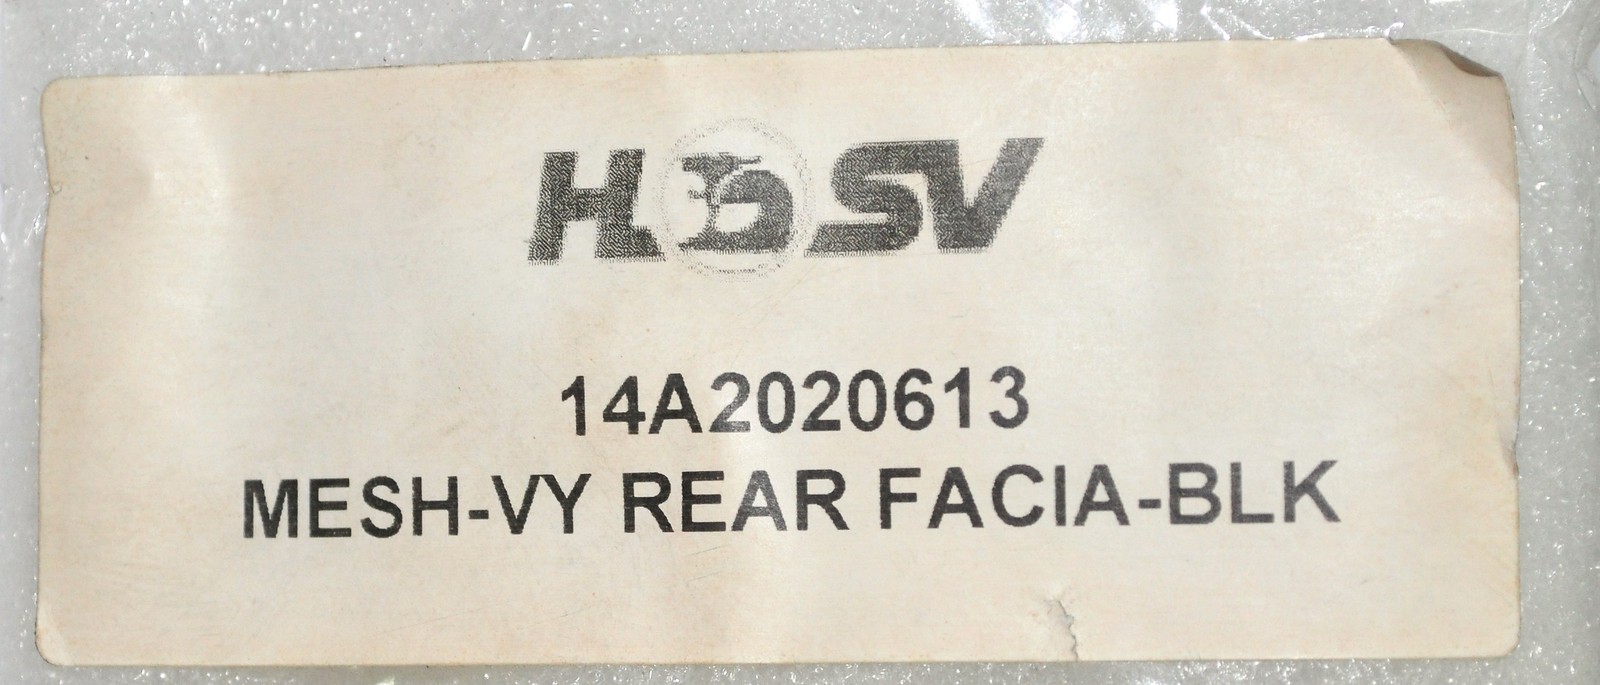 HSV
14A2020613
MESH-VY REAR FACIA-BLK